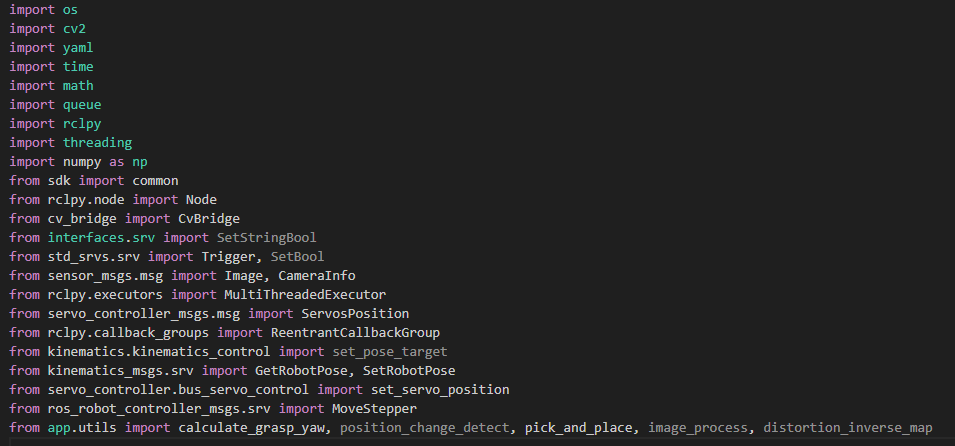 import os
import cv2
import yaml
import time
import math
import queue
import rclpy
import threading
import numpy as np
from sdk import common
from rclpy.node import Node
from cv_bridge import CvBridge
from interfaces.srv import SetStringBool
from std_srvs.srv import Trigger, SetBool
from sensor_msgs.msg import Image, CameraInfo
from rclpy.executors import MultiThreadedExecutor
from servo_controller_msgs.msg import ServosPosition
from rclpy.callback_groups import ReentrantCallbackGroup
from kinematics.kinematics_control import set_pose_target
from kinematics_msgs.srv import GetRobotPose, SetRobotPose
from servo_controller.bus_servo_control import set_servo_position
from ros_robot_controller_msgs.srv import MoveStepper
from app.utils import calculate_grasp_yaw, position_change_detect, pick_and_place, image_process, distortion_inverse_map